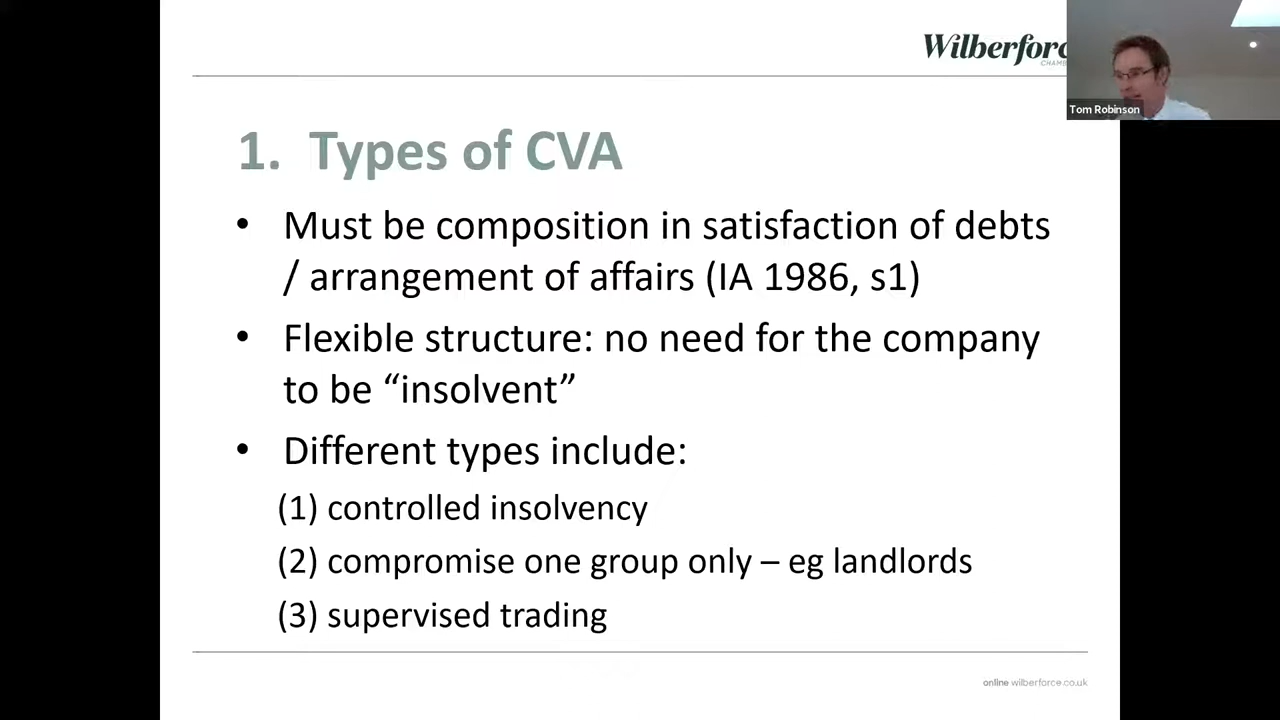 Wilberforce
CHAMB
Tom Robinson
1. Types of CVA
• Must be composition in satisfaction of debts
/ arrangement of affairs (IA 1986, s1)
• Flexible structure: no need for the company
to be “insolvent”
• Different types include:
(1) controlled insolvency
(2) compromise one group only – eg landlords
(3) supervised trading
online wilberforce.co.uk